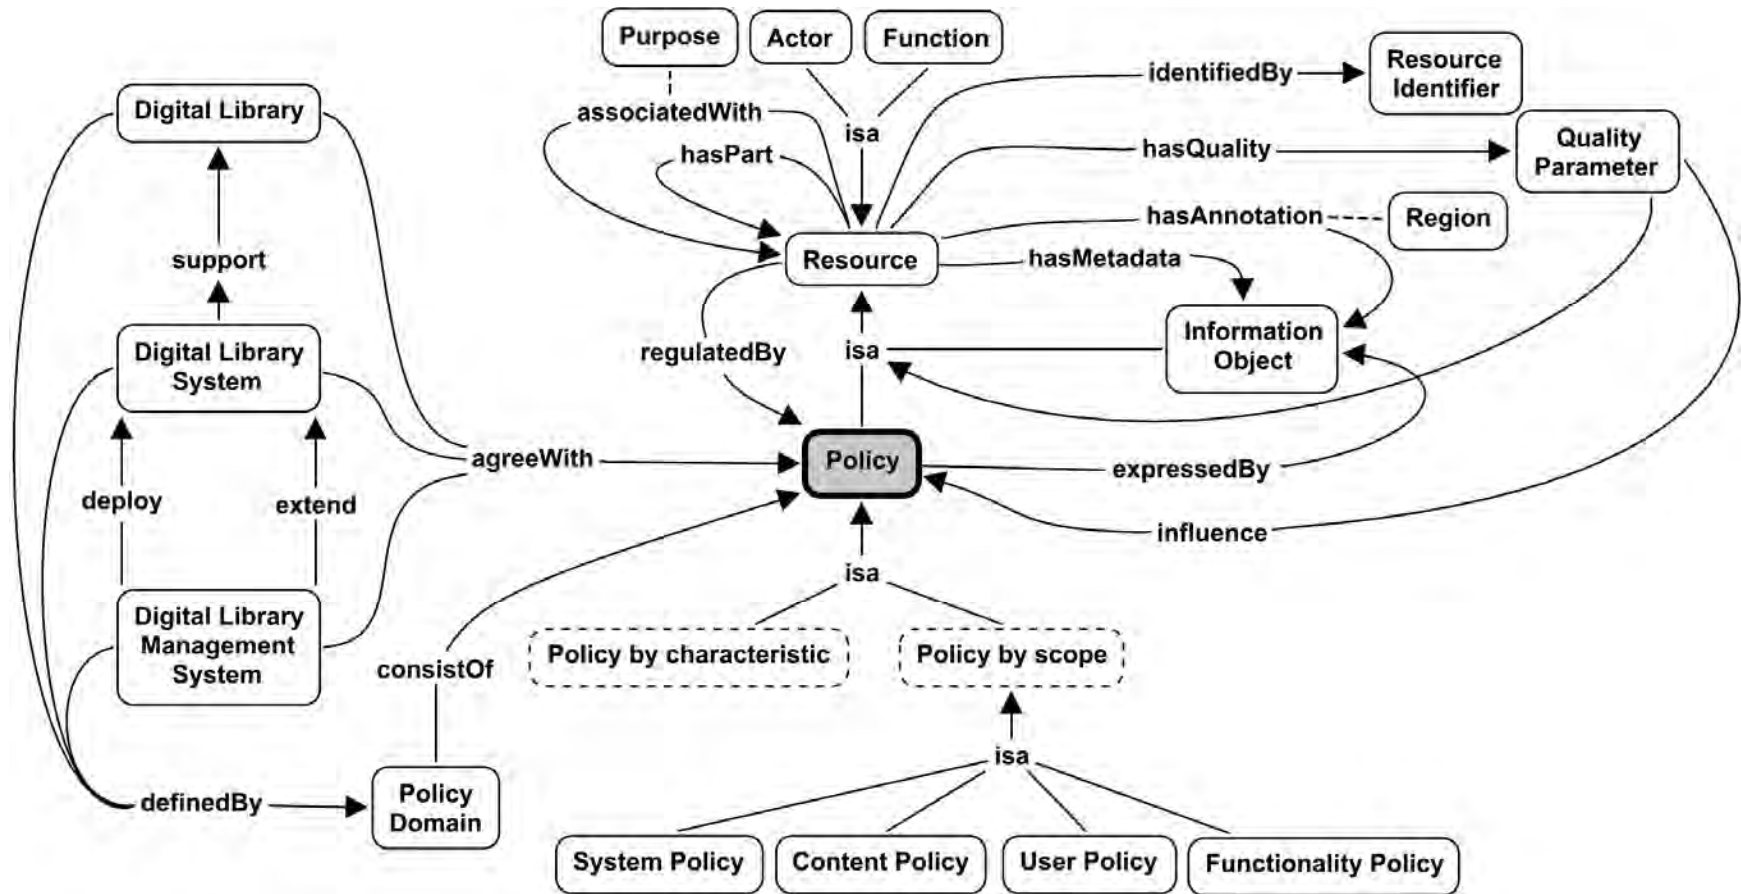 Purpose
Actor
Function
identifiedBy
Resource
Identifier
Digital Library
associatedWith
isa
hasPart
hasQuality
Quality
Parameter
hasAnnotation
Region
support
Resource
hasMetadata
Digital Library
System
regulatedBy
isa
Information
Object
agreeWith
Policy
expressedBy
deploy
extend
influence
isa
Digital Library
Management
System
consistOf
Policy by characteristic
Policy by scope
isa
definedBy
Policy
Domain
System Policy
Content Policy
User Policy
Functionality Policy